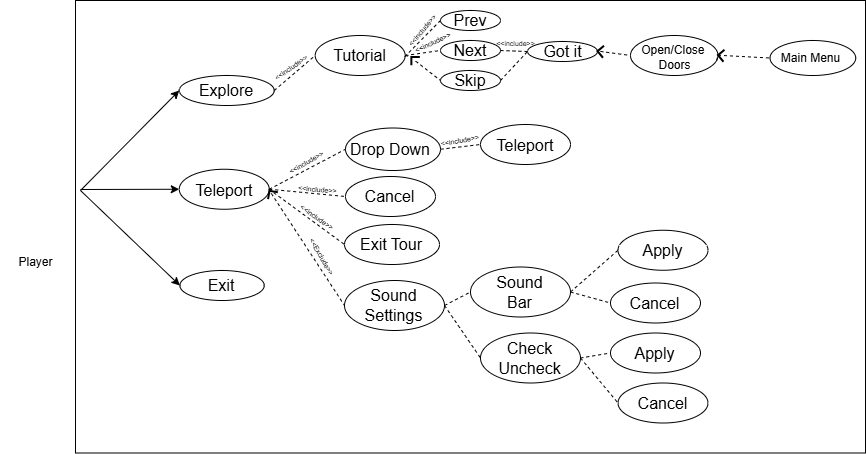 Prev
<<include>>
Tutorial
<<include>>
Next
<<include>>
Got it
Open/Close
Doors
Main Menu
<<include>>
Skip
Explore
Drop Down
<<include>>
Teleport
<<include>>
Teleport
<<include>>
Cancel
<<include>>
Exit Tour
<<Exclude>>
Apply
Player
Exit
Sound
Settings
Sound
Bar
Cancel
Check
Uncheck
Apply
Cancel